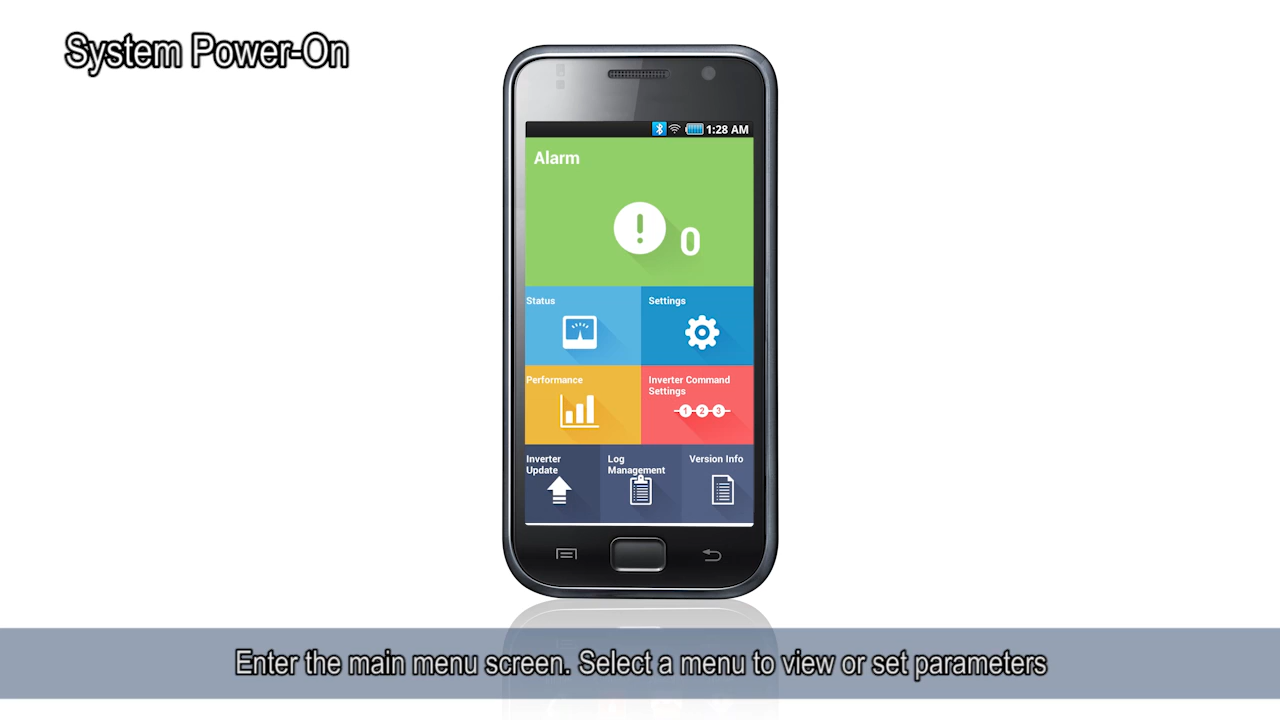 System Power-On
1:28 AM
Alarm
0
Status
Settings
Performance
Inverter Command
Settings
1 2 3
Inverter
Update
Log
Management
Version Info
Enter the main menu screen. Select a menu to view or set parameters